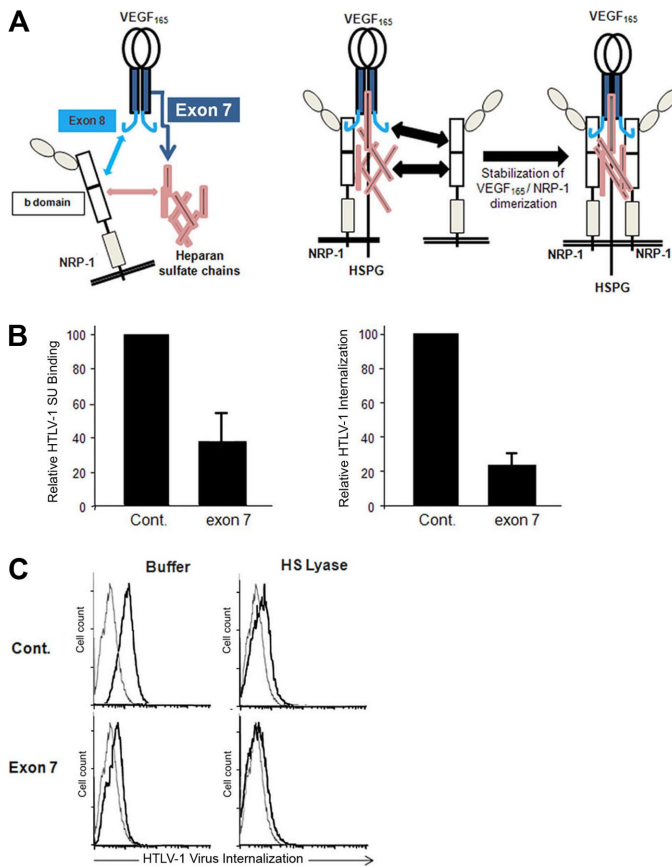 A
VEGF165
Exon 7
Exon 8
b domain
NRP-1
Heparan
sulfate chains
VEGF165
NRP-1
HSPG
Stabilization of
VEGF165/ NRP-1
dimerization
VEGF165
NRP-1
NRP-1
HSPG
B
Relative HTLV-1 SU Binding
100
80
60
40
20
0
Cont.
exon 7
Relative HTLV-1 Internalization
100
80
60
40
20
0
Cont.
exon 7
C
Buffer
HS Lyase
Cont.
Cell count
Cell count
Exon 7
Cell count
Cell count
HTLV-1 Virus Internalization